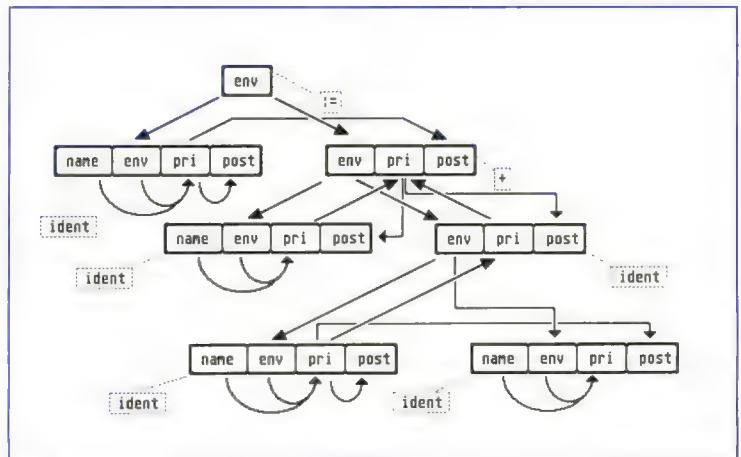 env
:=
name env pri post
env pri post
+
ident
name env pri post
env pri post
ident
ident
name env pri post
name env pri post
ident
ident